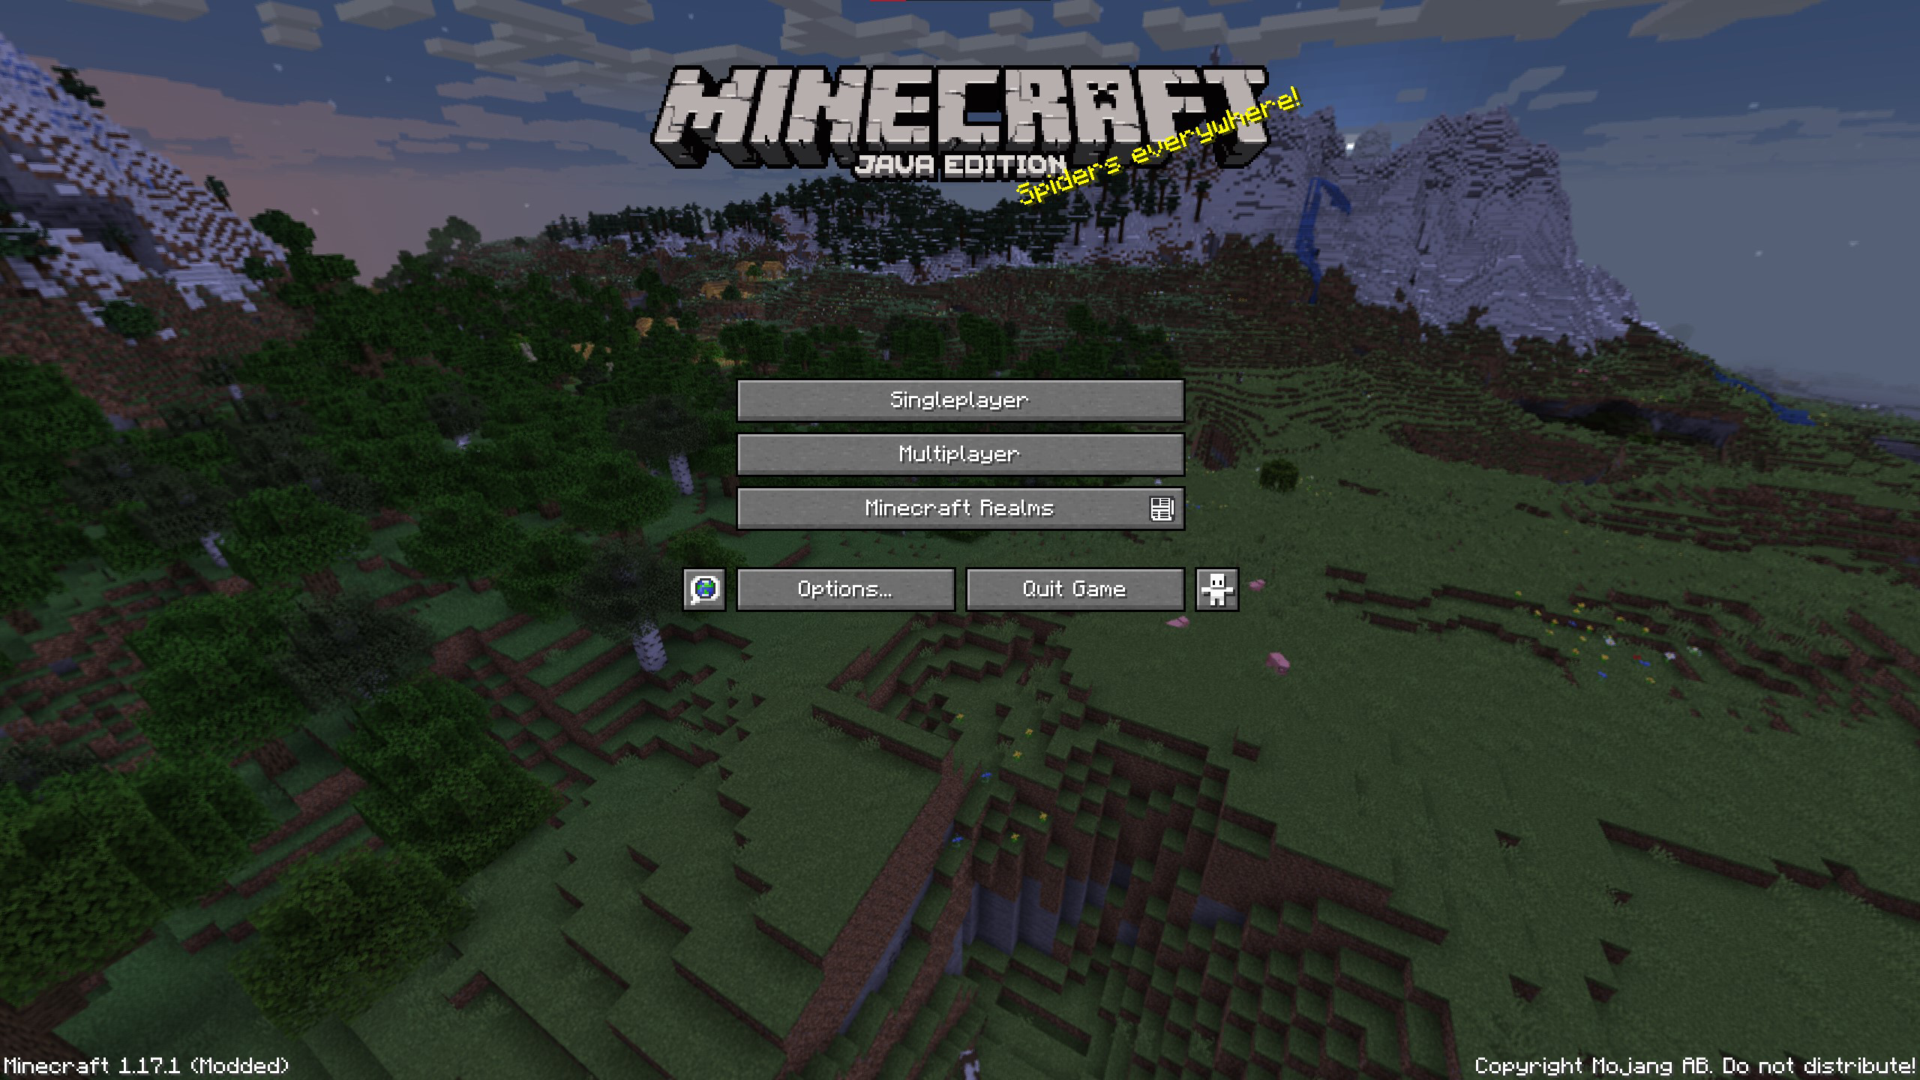 MINECRAFT
JAVA EDITION
Spiders everywhere!
Singleplayer
Multiplayer
Minecraft Realms
Options...
Quit Game
Minecraft 1.17.1 (Modded)
Copyright Mojang AB. Do not distribute!